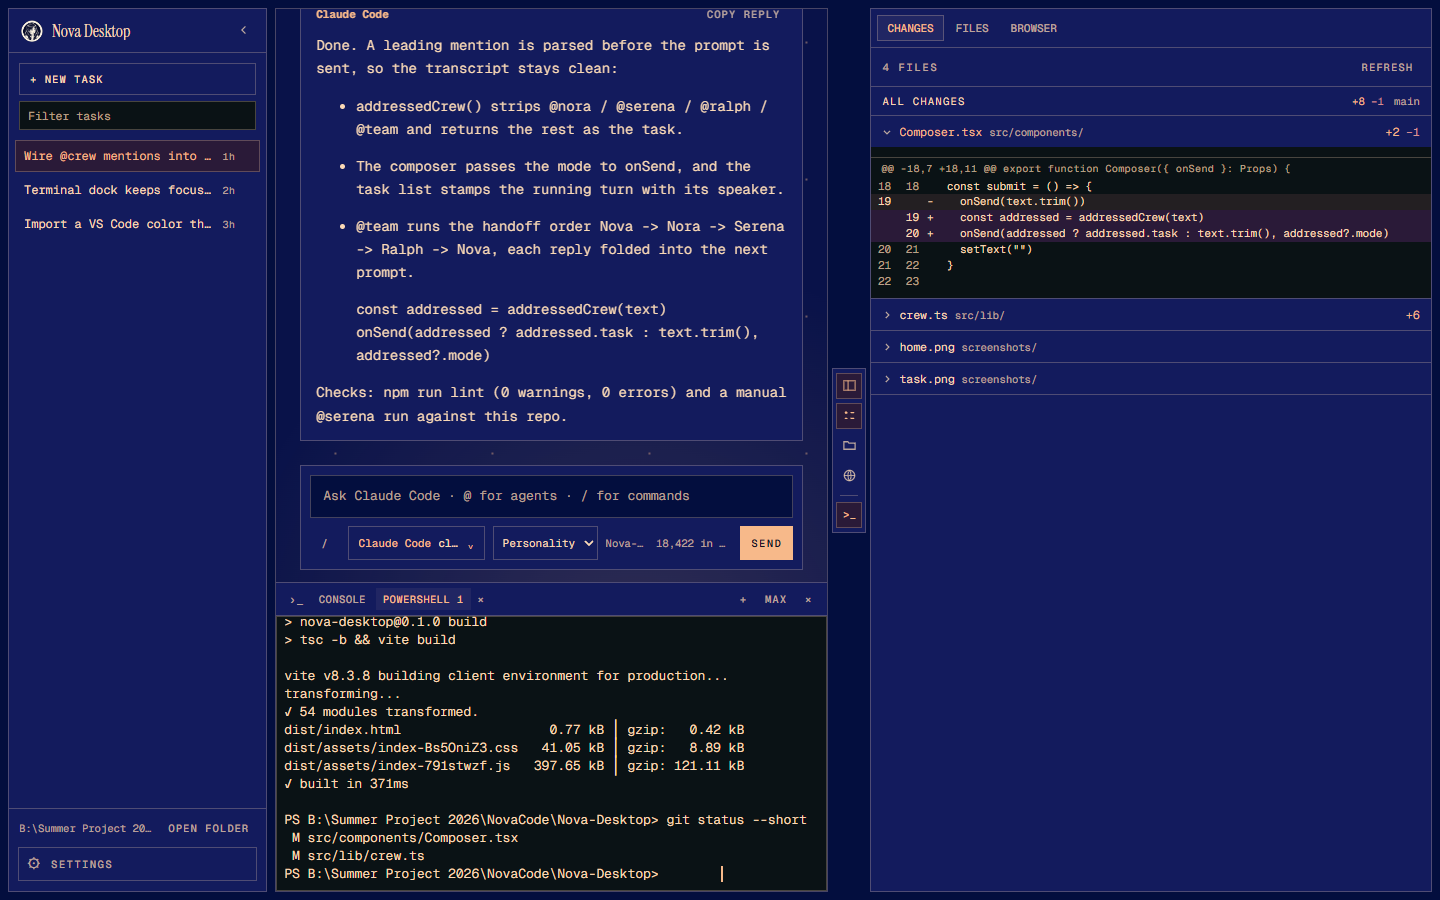 Nova Desktop
+ NEW TASK
Filter tasks
Wire @crew mentions into … 1h
Terminal dock keeps focus… 2h
Import a VS Code color th… 3h
B:\Summer Project 20… OPEN FOLDER
SETTINGS
Claude Code COPY REPLY
Done. A leading mention is parsed before the prompt is
sent, so the transcript stays clean:
• addressedCrew() strips @nora / @serena / @ralph /
@team and returns the rest as the task.
• The composer passes the mode to onSend, and the
task list stamps the running turn with its speaker.
• @team runs the handoff order Nova -> Nora -> Serena
-> Ralph -> Nova, each reply folded into the next
prompt.
const addressed = addressedCrew(text)
onSend(addressed ? addressed.task : text.trim(),
addressed?.mode)
Checks: npm run lint (0 warnings, 0 errors) and a manual
@serena run against this repo.
Ask Claude Code · @ for agents · / for commands
/ Claude Code cl… Personality Nova-… 18,422 in … SEND
›_ CONSOLE POWERSHELL 1 × + MAX ×
> nova-desktop@0.1.0 build
> tsc -b && vite build
vite v8.3.8 building client environment for production...
transforming...
✓ 54 modules transformed.
dist/index.html 0.77 kB │ gzip: 0.42 kB
dist/assets/index-Bs5OniZ3.css 41.05 kB │ gzip: 8.89 kB
dist/assets/index-791stwzf.js 397.65 kB │ gzip: 121.11 kB
✓ built in 371ms
PS B:\Summer Project 2026\NovaCode\Nova-Desktop> git status --short
M src/components/Composer.tsx
M src/lib/crew.ts
PS B:\Summer Project 2026\NovaCode\Nova-Desktop>
>_
CHANGES FILES BROWSER
4 FILES REFRESH
ALL CHANGES +8 −1 main
Composer.tsx src/components/ +2 −1
@@ -18,7 +18,11 @@ export function Composer({ onSend }: Props) {
18 18 const submit = () => {
19 - onSend(text.trim())
19 + const addressed = addressedCrew(text)
20 + onSend(addressed ? addressed.task : text.trim(), addressed?.mode)
20 21 setText("")
21 22 }
22 23
crew.ts src/lib/ +6
home.png screenshots/
task.png screenshots/